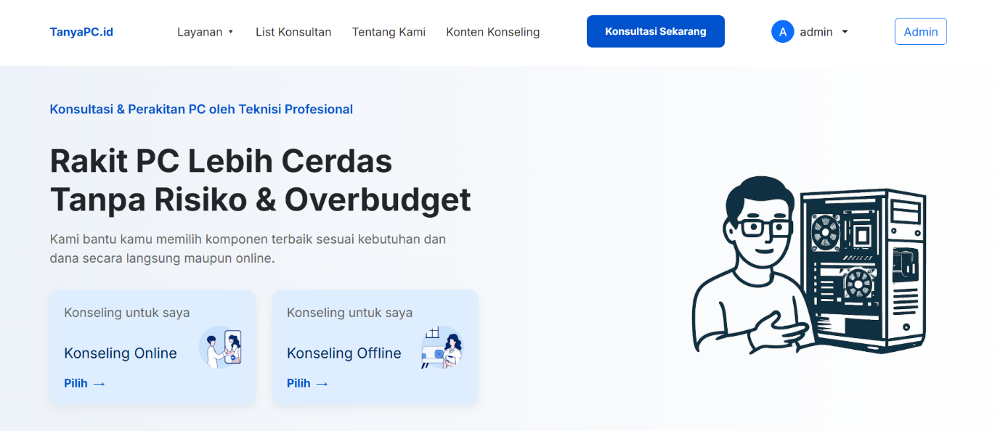 TanyaPC.id
Layanan
List Konsultan
Tentang Kami
Konten Konseling
Konsultasi Sekarang
A
admin
Admin
Konsultasi & Perakitan PC oleh Teknisi Profesional
Rakit PC Lebih Cerdas
Tanpa Risiko & Overbudget
Kami bantu kamu memilih komponen terbaik sesuai kebutuhan dan
dana secara langsung maupun online.
Konseling untuk saya
Konseling Online
Pilih →
Konseling untuk saya
Konseling Offline
Pilih →